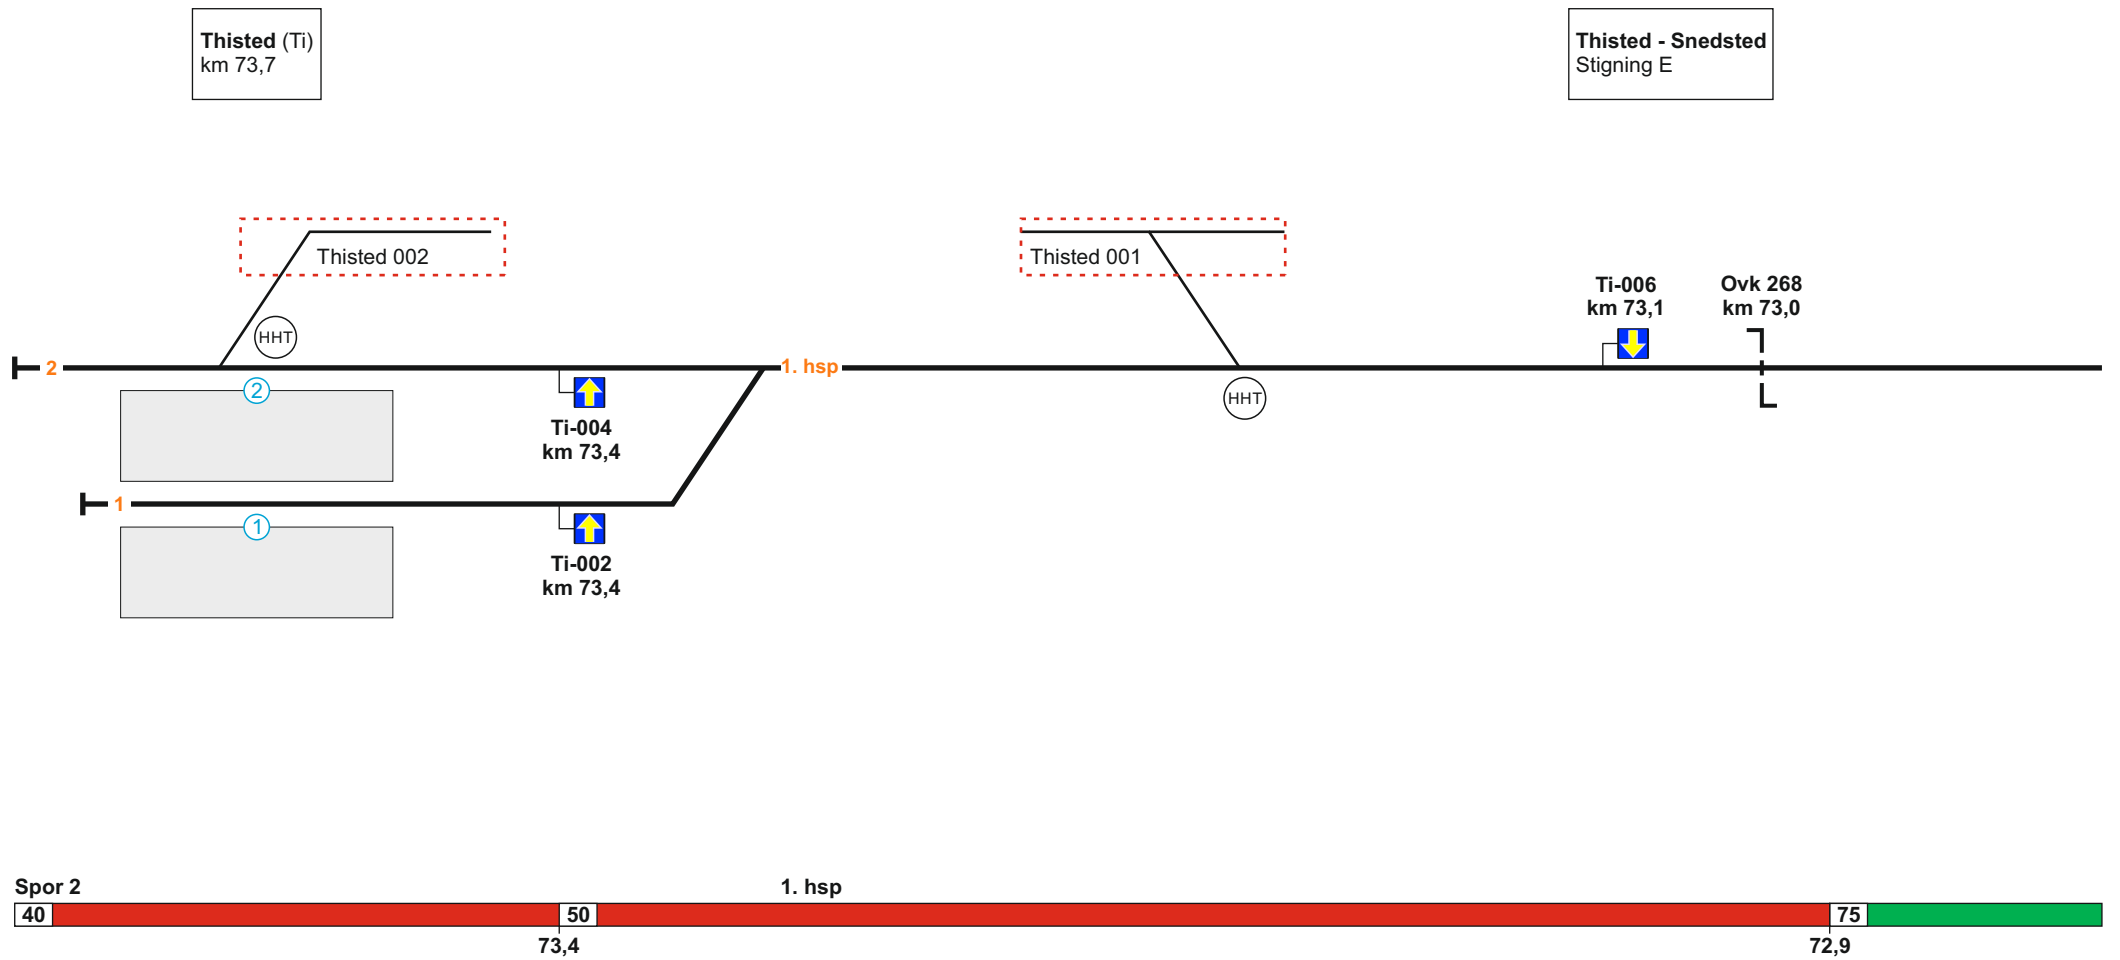 Thisted (Ti)
km 73,7
Thisted - Snedsted
Stigning E
Thisted 002
Thisted 001
HHT
Ti-006
km 73,1
Ovk 268
km 73,0
2
1. hsp
2
HHT
Ti-004
km 73,4
1
1
Ti-002
km 73,4
Spor 2
1. hsp
40
50
75
73,4
72,9